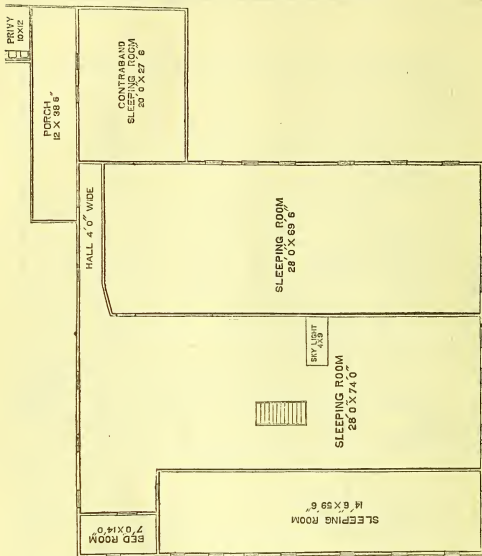 PRIVY
10X12
PORCH
12 X 38 6"
CONTRABAND
SLEEPING ROOM
20' 0 X 27' 6
HALL 4' 0" WIDE
SLEEPING ROOM
28' 0 X 69' 6"
SKY LIGHT
4X9
SLEEPING ROOM
28' 0 X 74' 0"
BED ROOM
7' 0 X 14' 0"
SLEEPING ROOM
14' 6 X 59' 6"